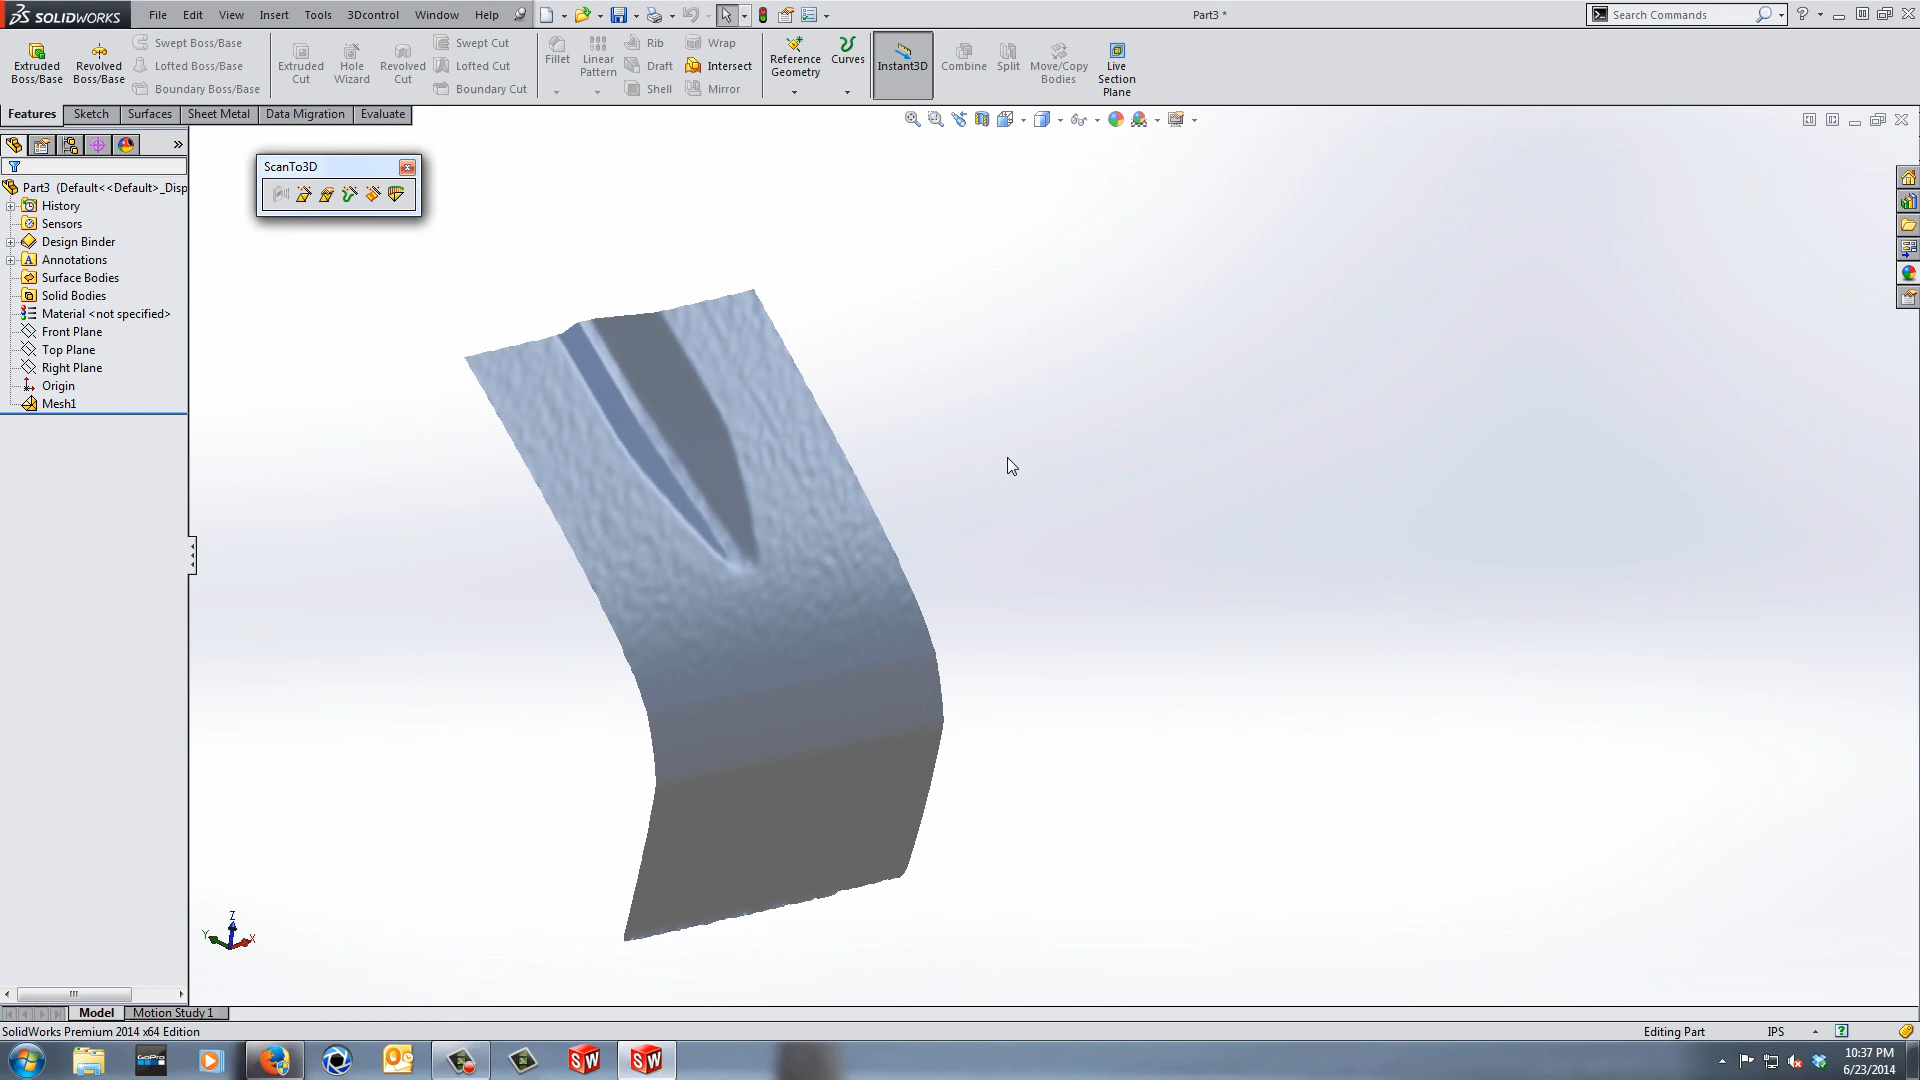 SOLIDWORKS File Edit View Insert Tools 3Dcontrol Window Help Part3 * Search Commands
Extruded Boss/Base
Revolved Boss/Base
Swept Boss/Base
Lofted Boss/Base
Boundary Boss/Base
Extruded Cut
Hole Wizard
Revolved Cut
Swept Cut
Lofted Cut
Boundary Cut
Fillet
Linear Pattern
Rib
Draft
Shell
Wrap
Intersect
Mirror
Reference Geometry
Curves
Instant3D
Combine
Split
Move/Copy Bodies
Live Section Plane
Features Sketch Surfaces Sheet Metal Data Migration Evaluate
ScanTo3D
Part3 (Default<<Default>_Disp
History
Sensors
Design Binder
Annotations
Surface Bodies
Solid Bodies
Material <not specified>
Front Plane
Top Plane
Right Plane
Origin
Mesh1
Z
Y X
Model Motion Study 1
SolidWorks Premium 2014 x64 Edition Editing Part IPS
GoPro SW SW 10:37 PM
6/23/2014